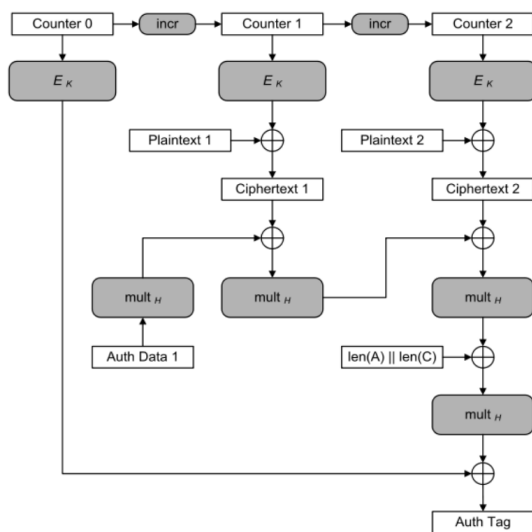 Counter 0
incr
Counter 1
incr
Counter 2
E K
E K
E K
Plaintext 1
Plaintext 2
Ciphertext 1
Ciphertext 2
mult H
mult H
mult H
Auth Data 1
len(A) || len(C)
mult H
Auth Tag